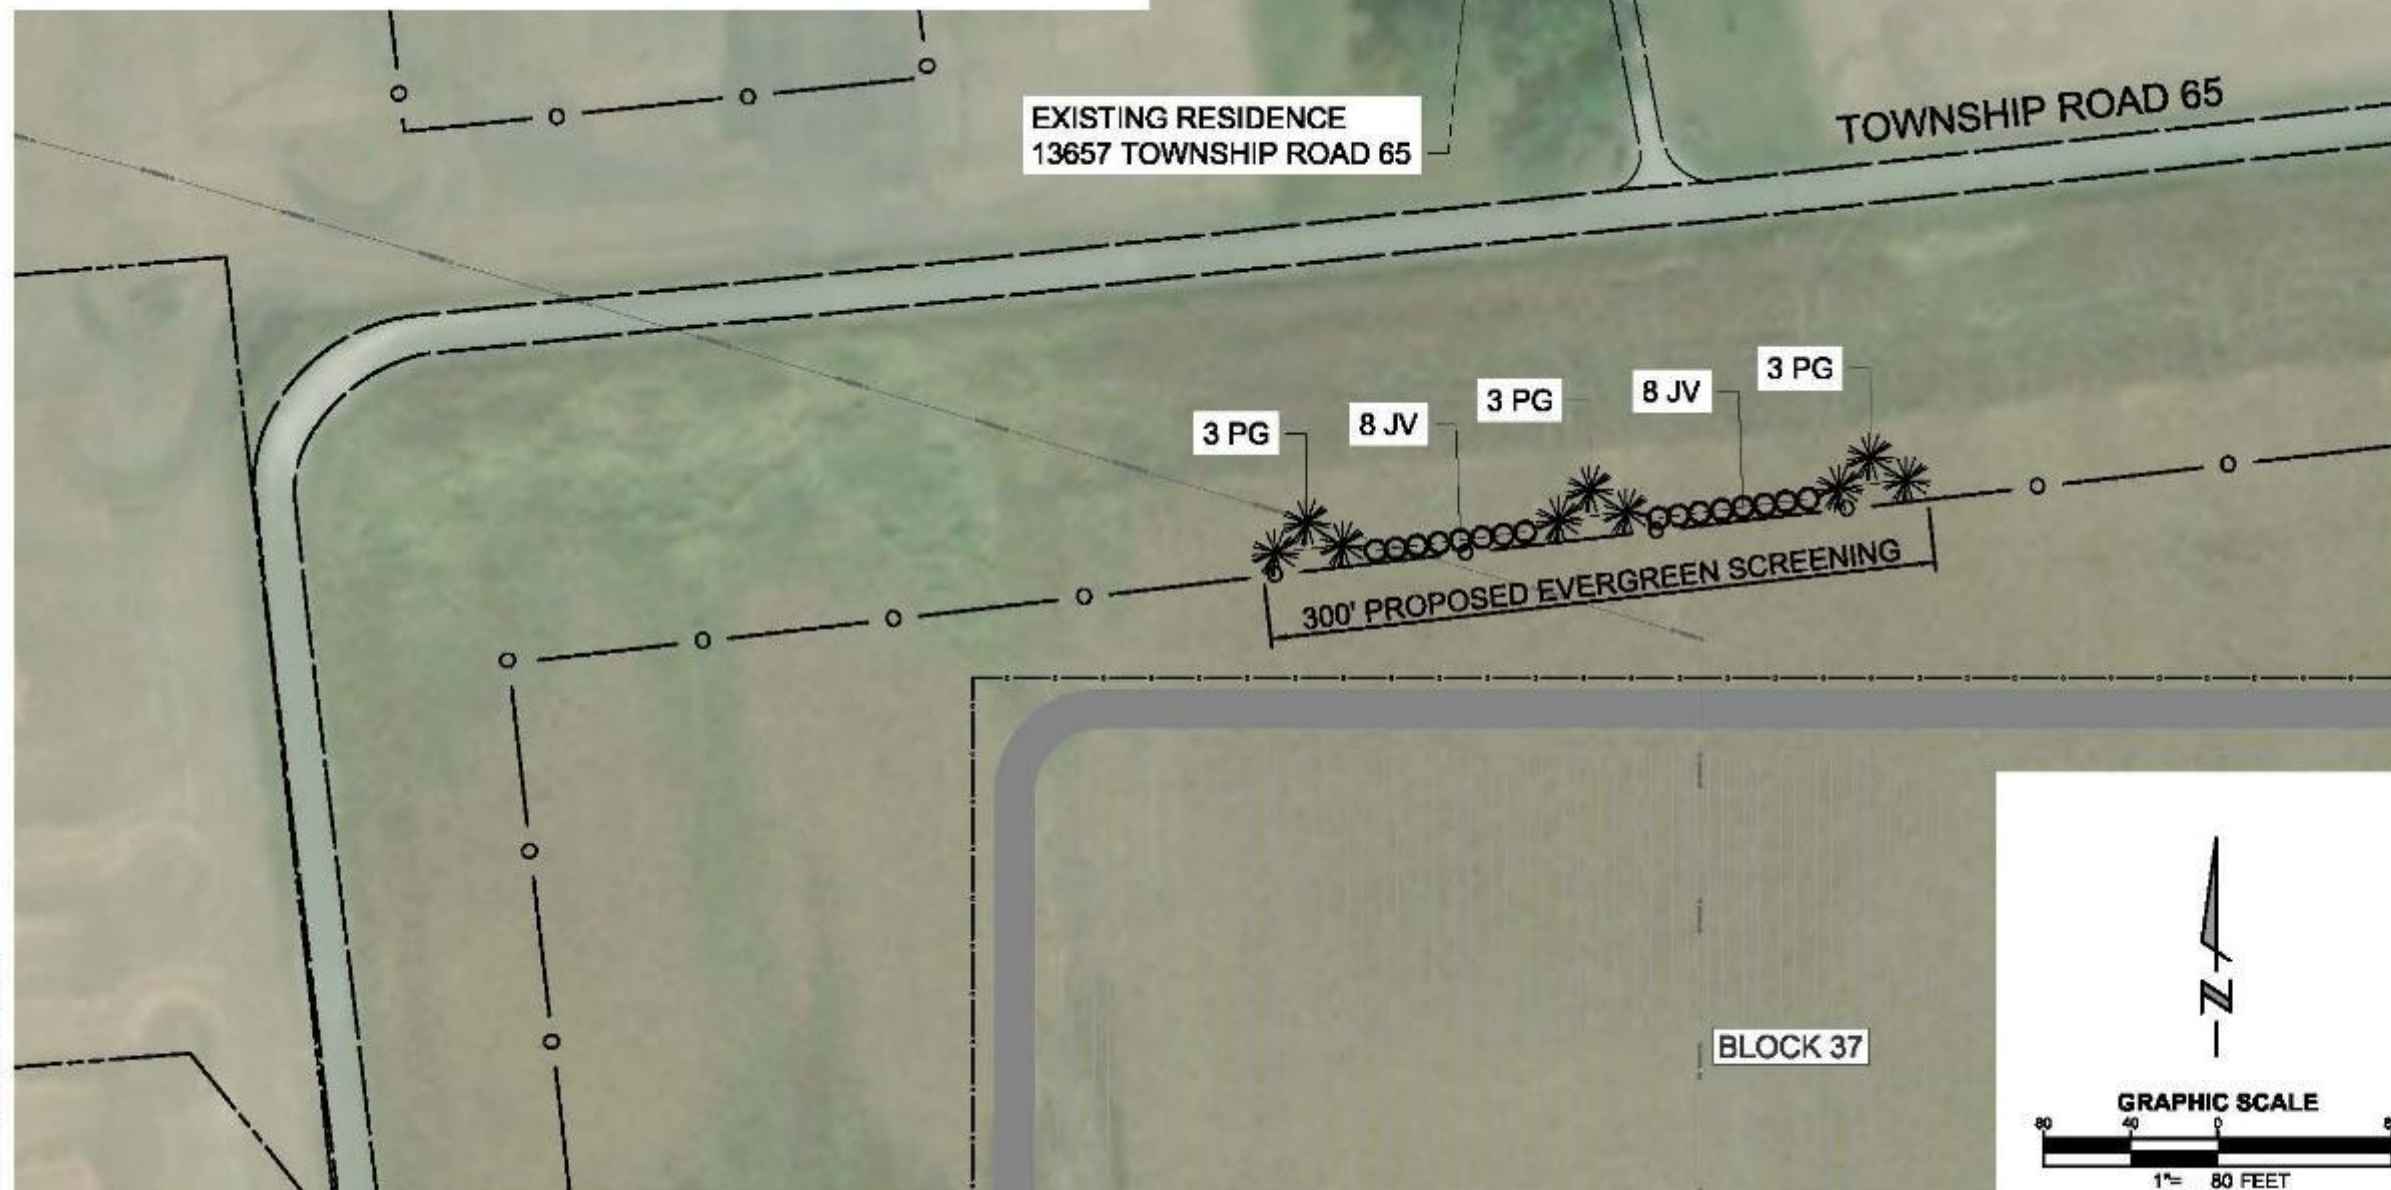 EXISTING RESIDENCE
13657 TOWNSHIP ROAD 65
TOWNSHIP ROAD 65
3 PG
8 JV
3 PG
8 JV
3 PG
300' PROPOSED EVERGREEN SCREENING
BLOCK 37
N
GRAPHIC SCALE
80 40 0
1"= 80 FEET